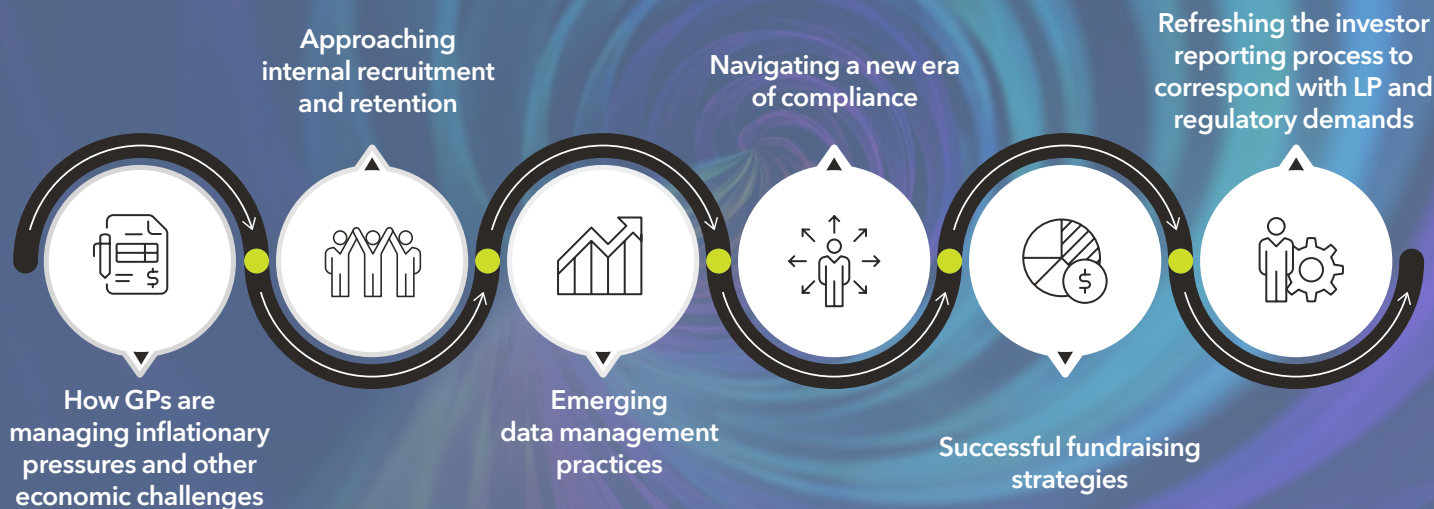 How GPs are
managing inflationary
pressures and other
economic challenges
Approaching
internal recruitment
and retention
Emerging
data management
practices
Navigating a new era
of compliance
Successful fundraising
strategies
Refreshing the investor
reporting process to
correspond with LP and
regulatory demands
$
$